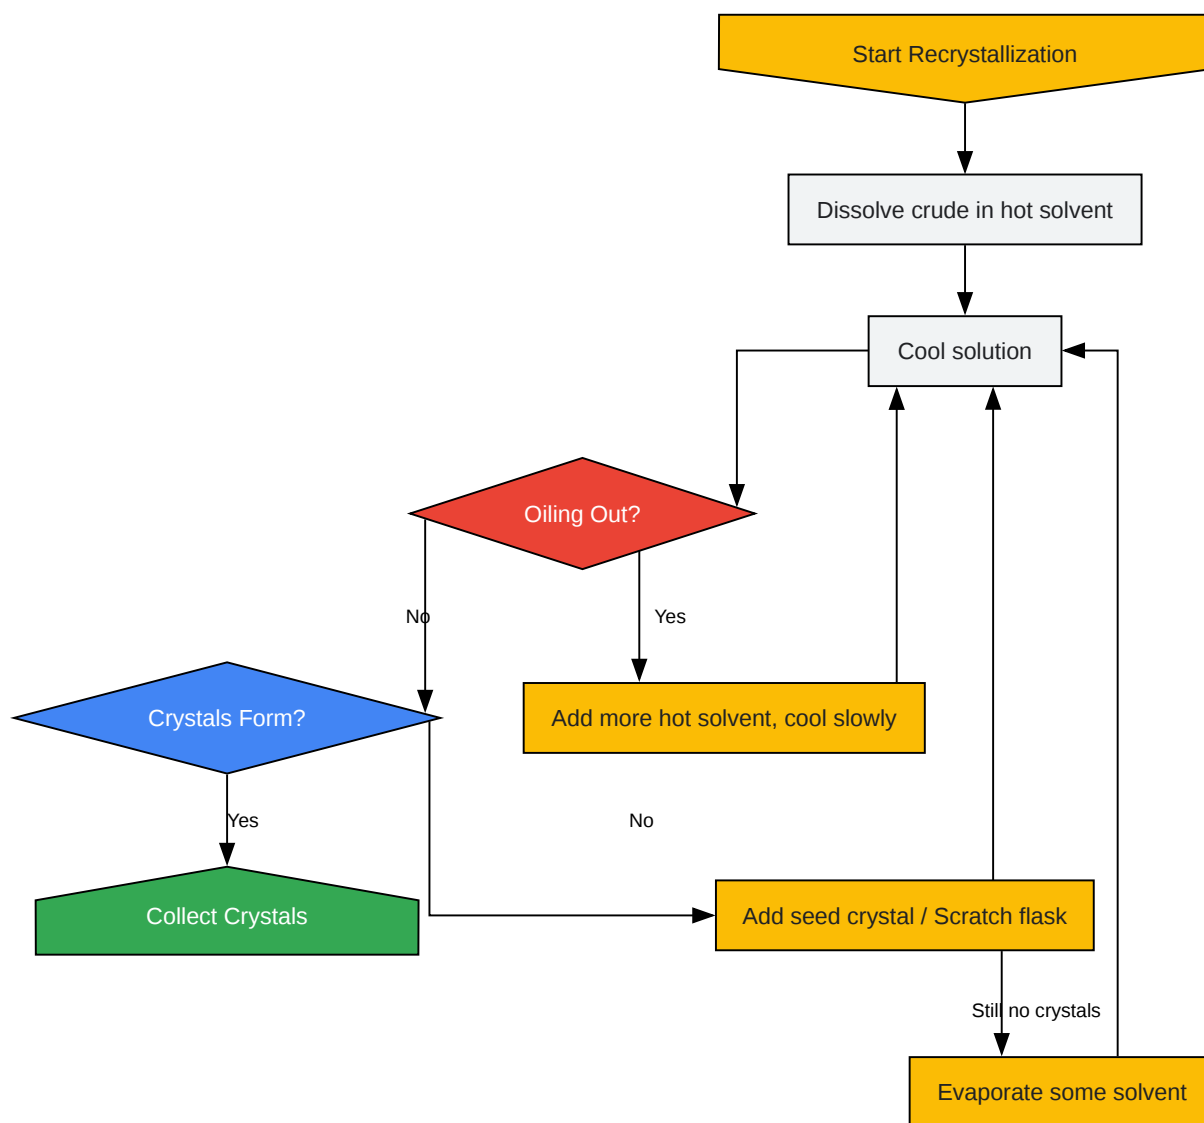 Start Recrystallization
Dissolve crude in hot solvent
Cool solution
Oiling Out?
No
Yes
Crystals Form?
Add more hot solvent, cool slowly
Yes
No
Collect Crystals
Add seed crystal / Scratch flask
Still no crystals
Evaporate some solvent